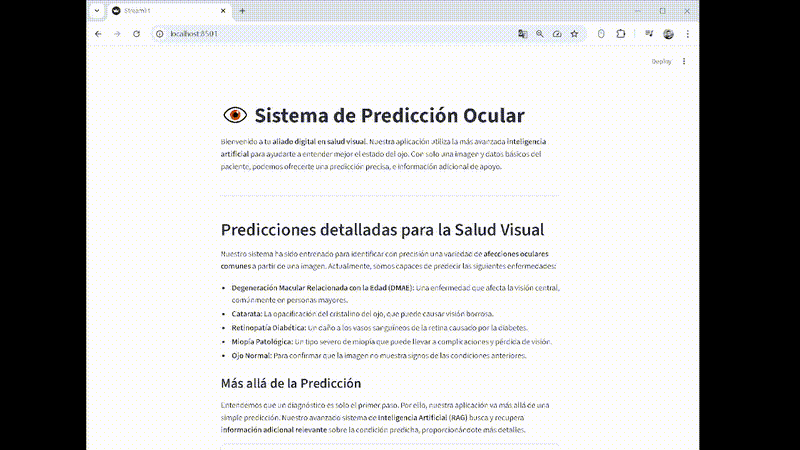 Streamlit
localhost:8501
Deploy
Sistema de Predicción Ocular
Bienvenido a tu aliado digital en salud visual. Nuestra aplicación utiliza la más avanzada inteligencia
artificial para ayudarte a entender mejor el estado del ojo. Con solo una imagen y datos básicos del
paciente, podemos ofrecerte una predicción precisa, e información adicional de apoyo.
Predicciones detalladas para la Salud Visual
Nuestro sistema ha sido entrenado para identificar con precisión una variedad de afecciones oculares
comunes a partir de una imagen. Actualmente, somos capaces de predecir las siguientes enfermedades:
• Degeneración Macular Relacionada con la Edad (DMAE): Una enfermedad que afecta la visión central,
comúnmente en personas mayores.
• Catarata: La opacificación del cristalino del ojo, que puede causar visión borrosa.
• Retinopatía Diabética: Un daño a los vasos sanguíneos de la retina causado por la diabetes.
• Miopía Patológica: Un tipo severo de miopía que puede llevar a complicaciones y pérdida de visión.
• Ojo Normal: Para confirmar que la imagen no muestra signos de las condiciones anteriores.
Más allá de la Predicción
Entendemos que un diagnóstico es solo el primer paso. Por ello, nuestra aplicación va más allá de una
simple predicción. Nuestro avanzado sistema de Inteligencia Artificial (RAG) busca y recupera
información adicional relevante sobre la condición predicha, proporcionándote más detalles.